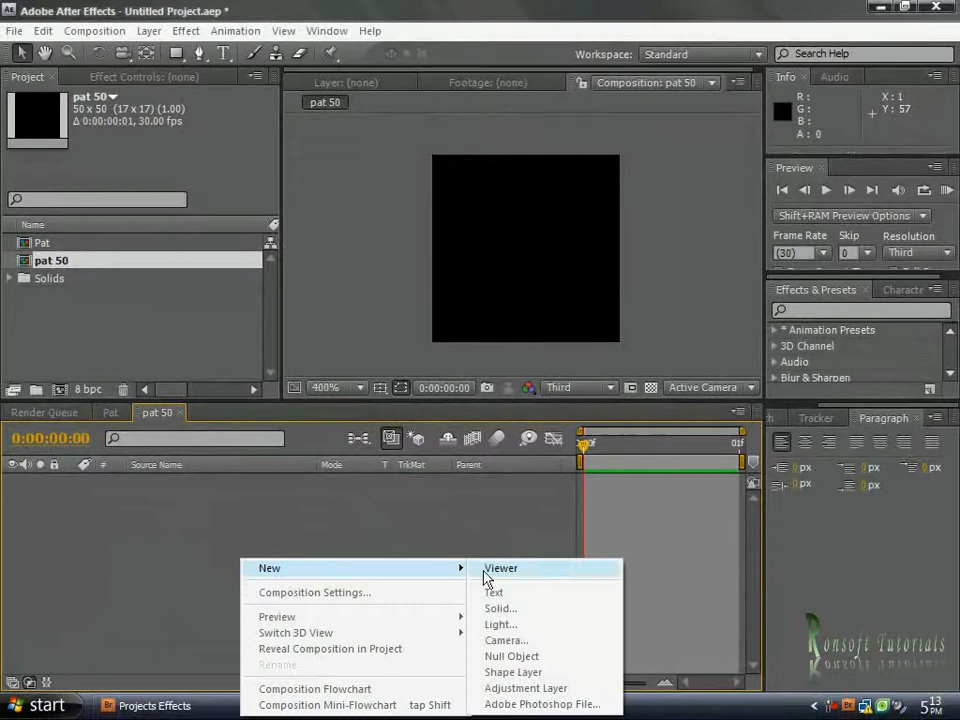 Adobe After Effects - Untitled Project.aep *
File Edit Composition Layer Effect Animation View Window Help
Workspace: Standard Search Help
Project Effect Controls: (none)
Layer: (none) Footage: (none) Composition: pat 50
Info Audio
pat 50
50 x 50 (17 x 17) (1.00)
Δ 0:00:00:01, 30.00 fps
pat 50
R : X : 1
G : Y : 57
B :
A : 0
Preview
Shift+RAM Preview Options
Frame Rate Skip Resolution
(30) 0 Third
Name
Pat
pat 50
Solids
Effects & Presets Characte
* Animation Presets
3D Channel
Audio
Blur & Sharpen
8 bpc
400% 0:00:00:00 Third Active Camera
Render Queue Pat pat 50
Tracker Paragraph
0:00:00:00
# Source Name Mode T TrkMat Parent
01f
0 px 0 px 0 px
0 px 0 px
New
Composition Settings...
Preview
Switch 3D View
Reveal Composition in Project
Rename
Composition Flowchart
Composition Mini-Flowchart tap Shift
Viewer
Text
Solid...
Light...
Camera...
Null Object
Shape Layer
Adjustment Layer
Adobe Photoshop File...
Ronsoft Tutorials
start Projects Effects 5:13 PM